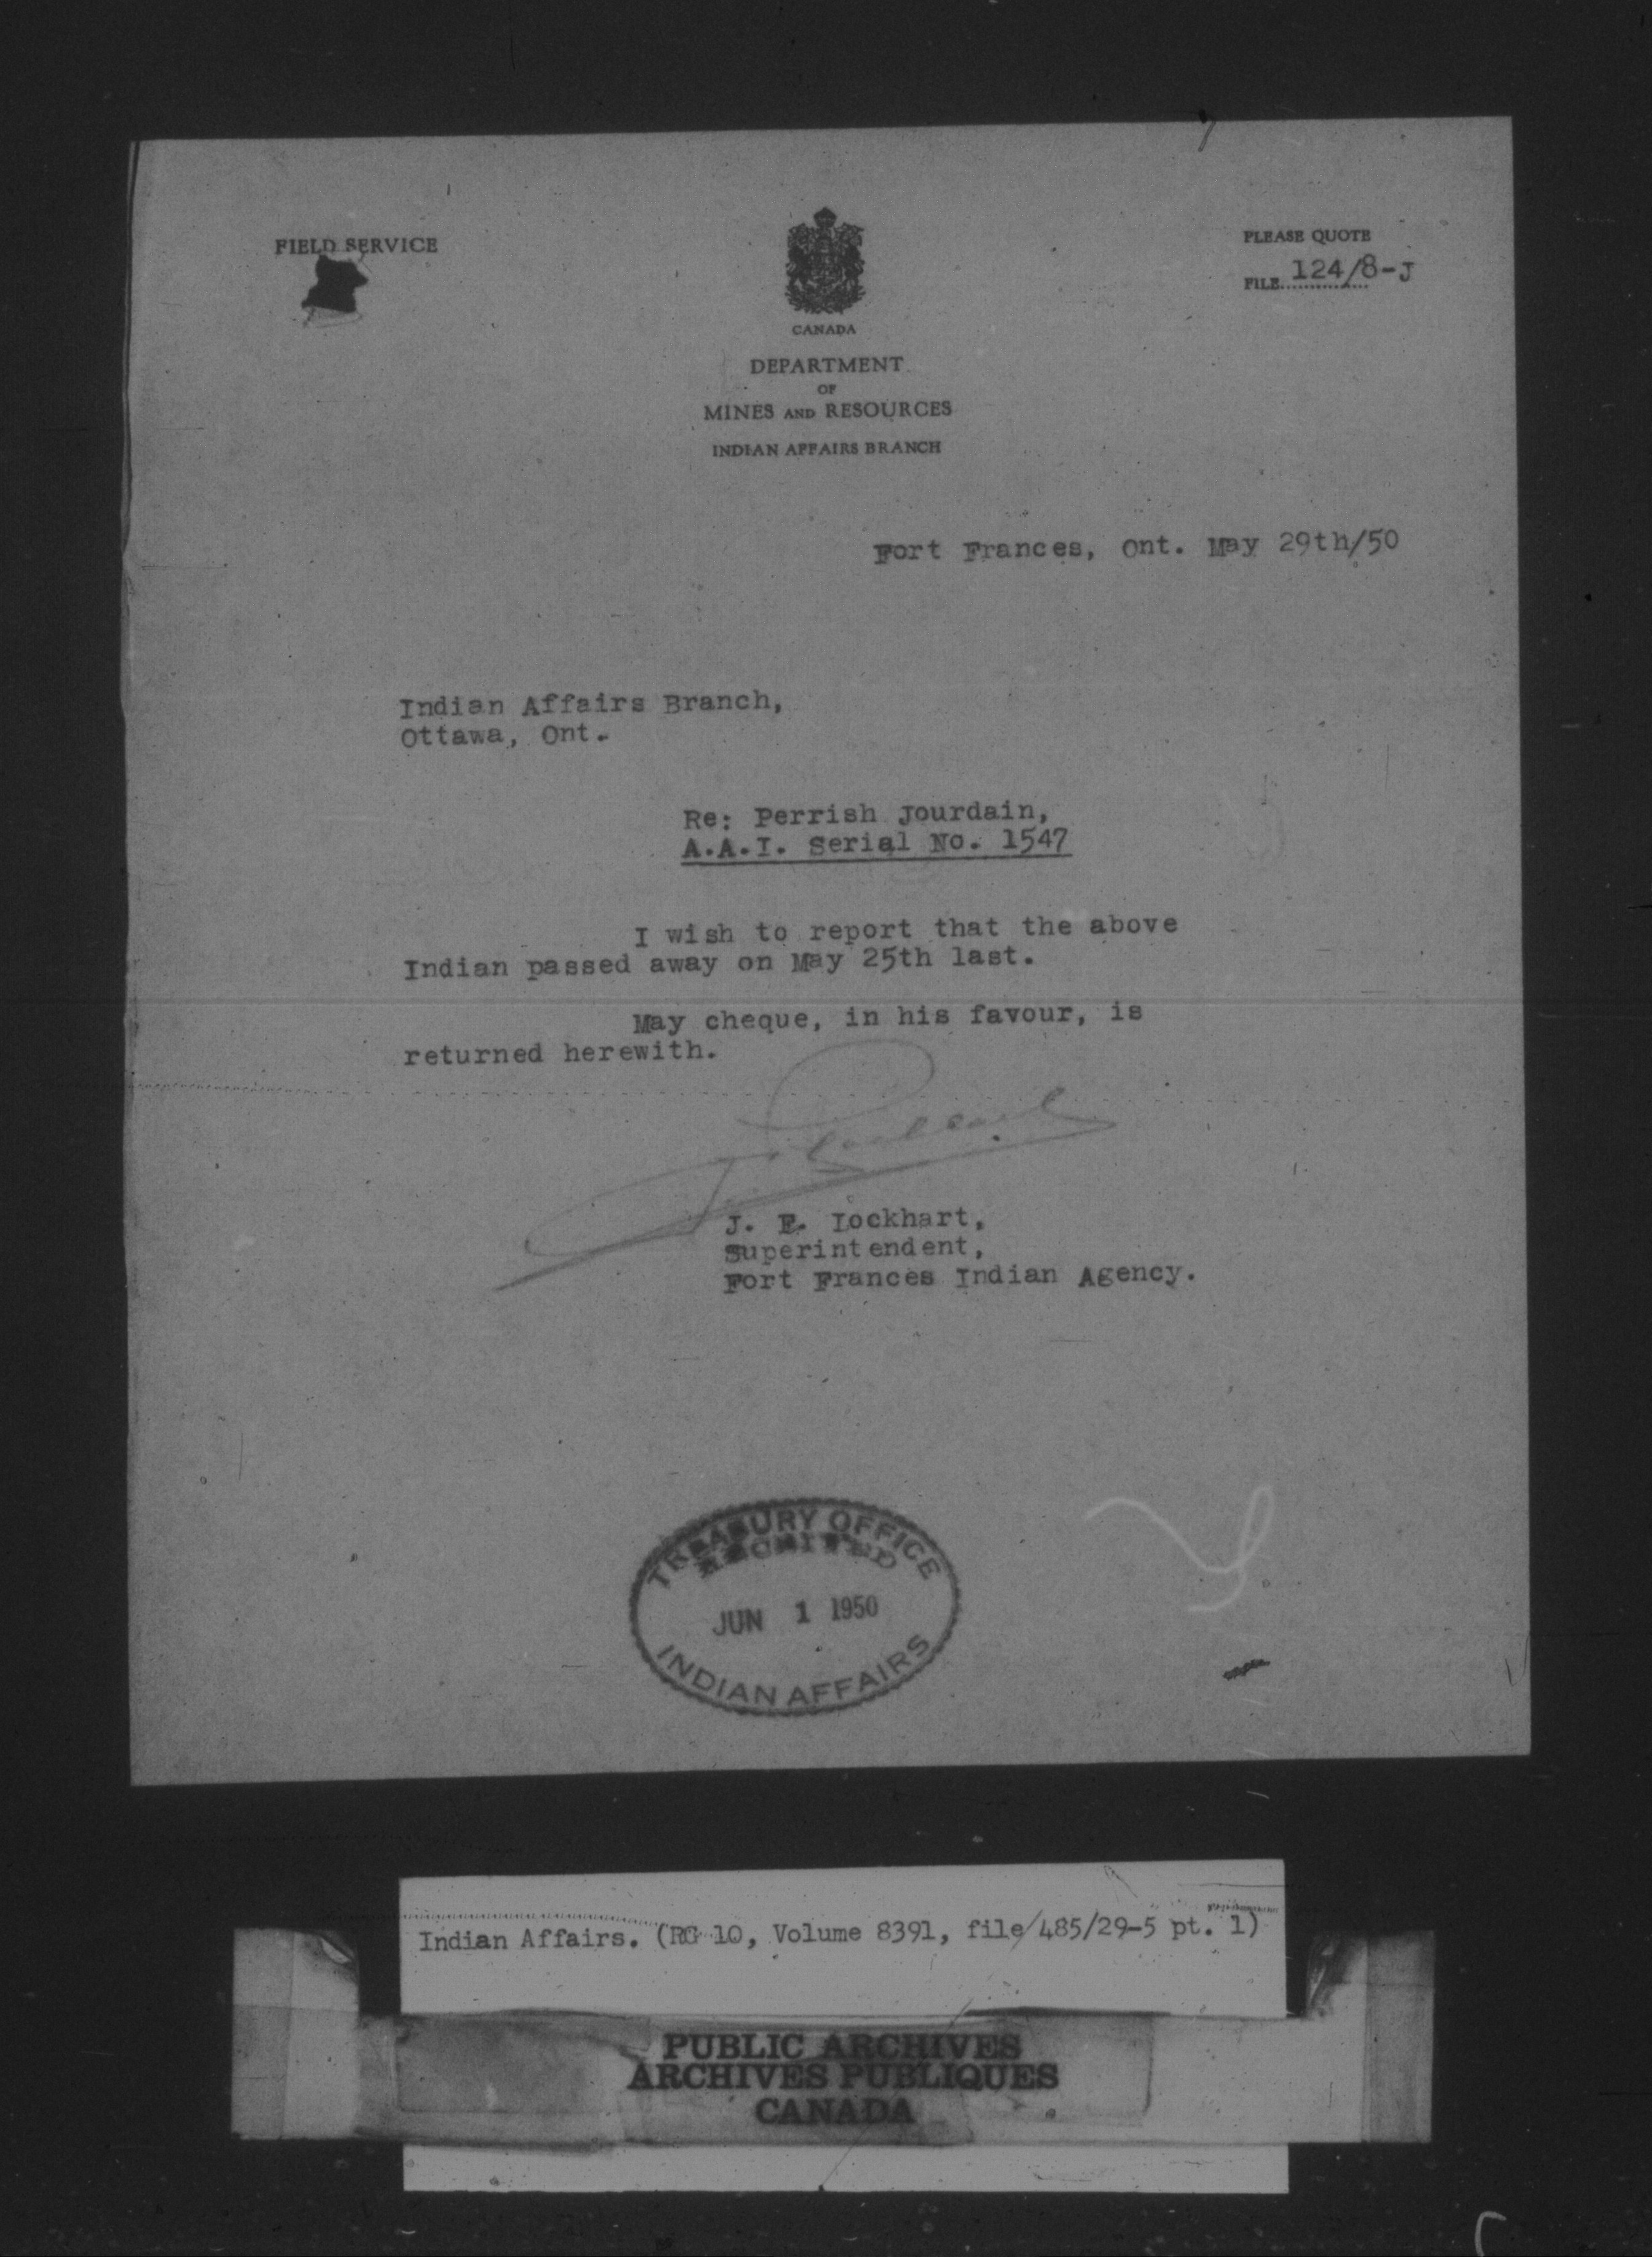 FIELD SERVICE
PLEASE QUOTE
FILE 124/8-J
CANADA
DEPARTMENT
OF
MINES AND RESOURCES
INDIAN AFFAIRS BRANCH
Fort Frances, Ont. May 29th/50
Indian Affairs Branch,
Ottawa, Ont.
Re: Perrish Jourdain,
A.A.I. Serial No. 1547
I wish to report that the above
Indian passed away on May 25th last.
May cheque, in his favour, is
returned herewith.
J. E. Lockhart,
Superintendent,
Fort Frances Indian Agency.
TREASURY OFFICE
RECEIVED
JUN 1 1950
INDIAN AFFAIRS
Indian Affairs. (RG 10, Volume 8391, file 485/29-5 pt. 1)
PUBLIC ARCHIVES
ARCHIVES PUBLIQUES
CANADA